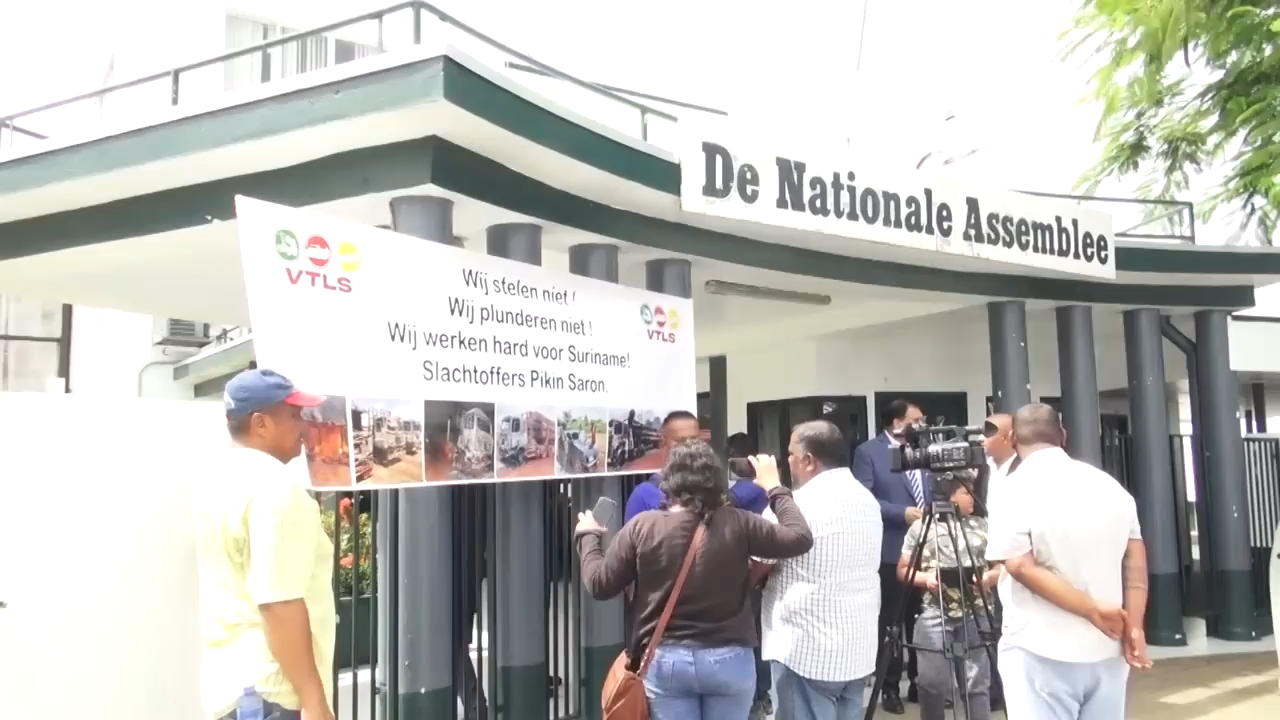 De Nationale Assemblee
VTLS
Wij stelen niet !
Wij plunderen niet !
Wij werken hard voor Suriname!
Slachtoffers Pikin Saron.
VTLS